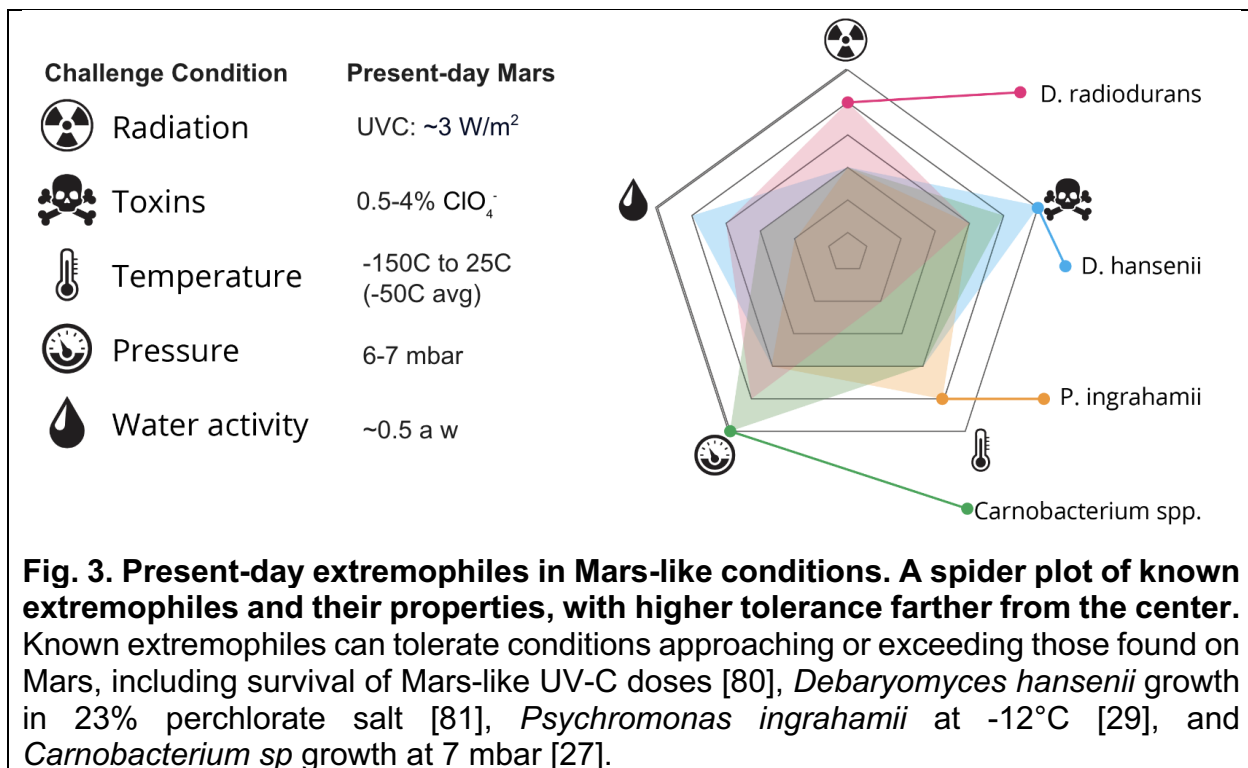 Challenge Condition Present-day Mars
Radiation UVC: ~3 W/m²
Toxins 0.5-4% ClO₄⁻
Temperature -150C to 25C
(-50C avg)
Pressure 6-7 mbar
Water activity ~0.5 a w
D. radiodurans
D. hansenii
P. ingrahamii
Carnobacterium spp.
Fig. 3. Present-day extremophiles in Mars-like conditions. A spider plot of known
extremophiles and their properties, with higher tolerance farther from the center.
Known extremophiles can tolerate conditions approaching or exceeding those found on
Mars, including survival of Mars-like UV-C doses [80], Debaryomyces hansenii growth
in 23% perchlorate salt [81], Psychromonas ingrahamii at -12°C [29], and
Carnobacterium sp growth at 7 mbar [27].